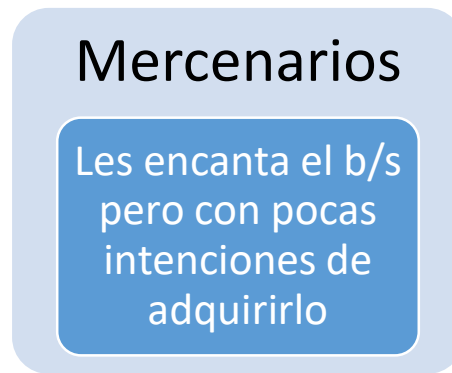 Mercenarios
Les encanta el b/s
pero con pocas
intenciones de
adquirirlo